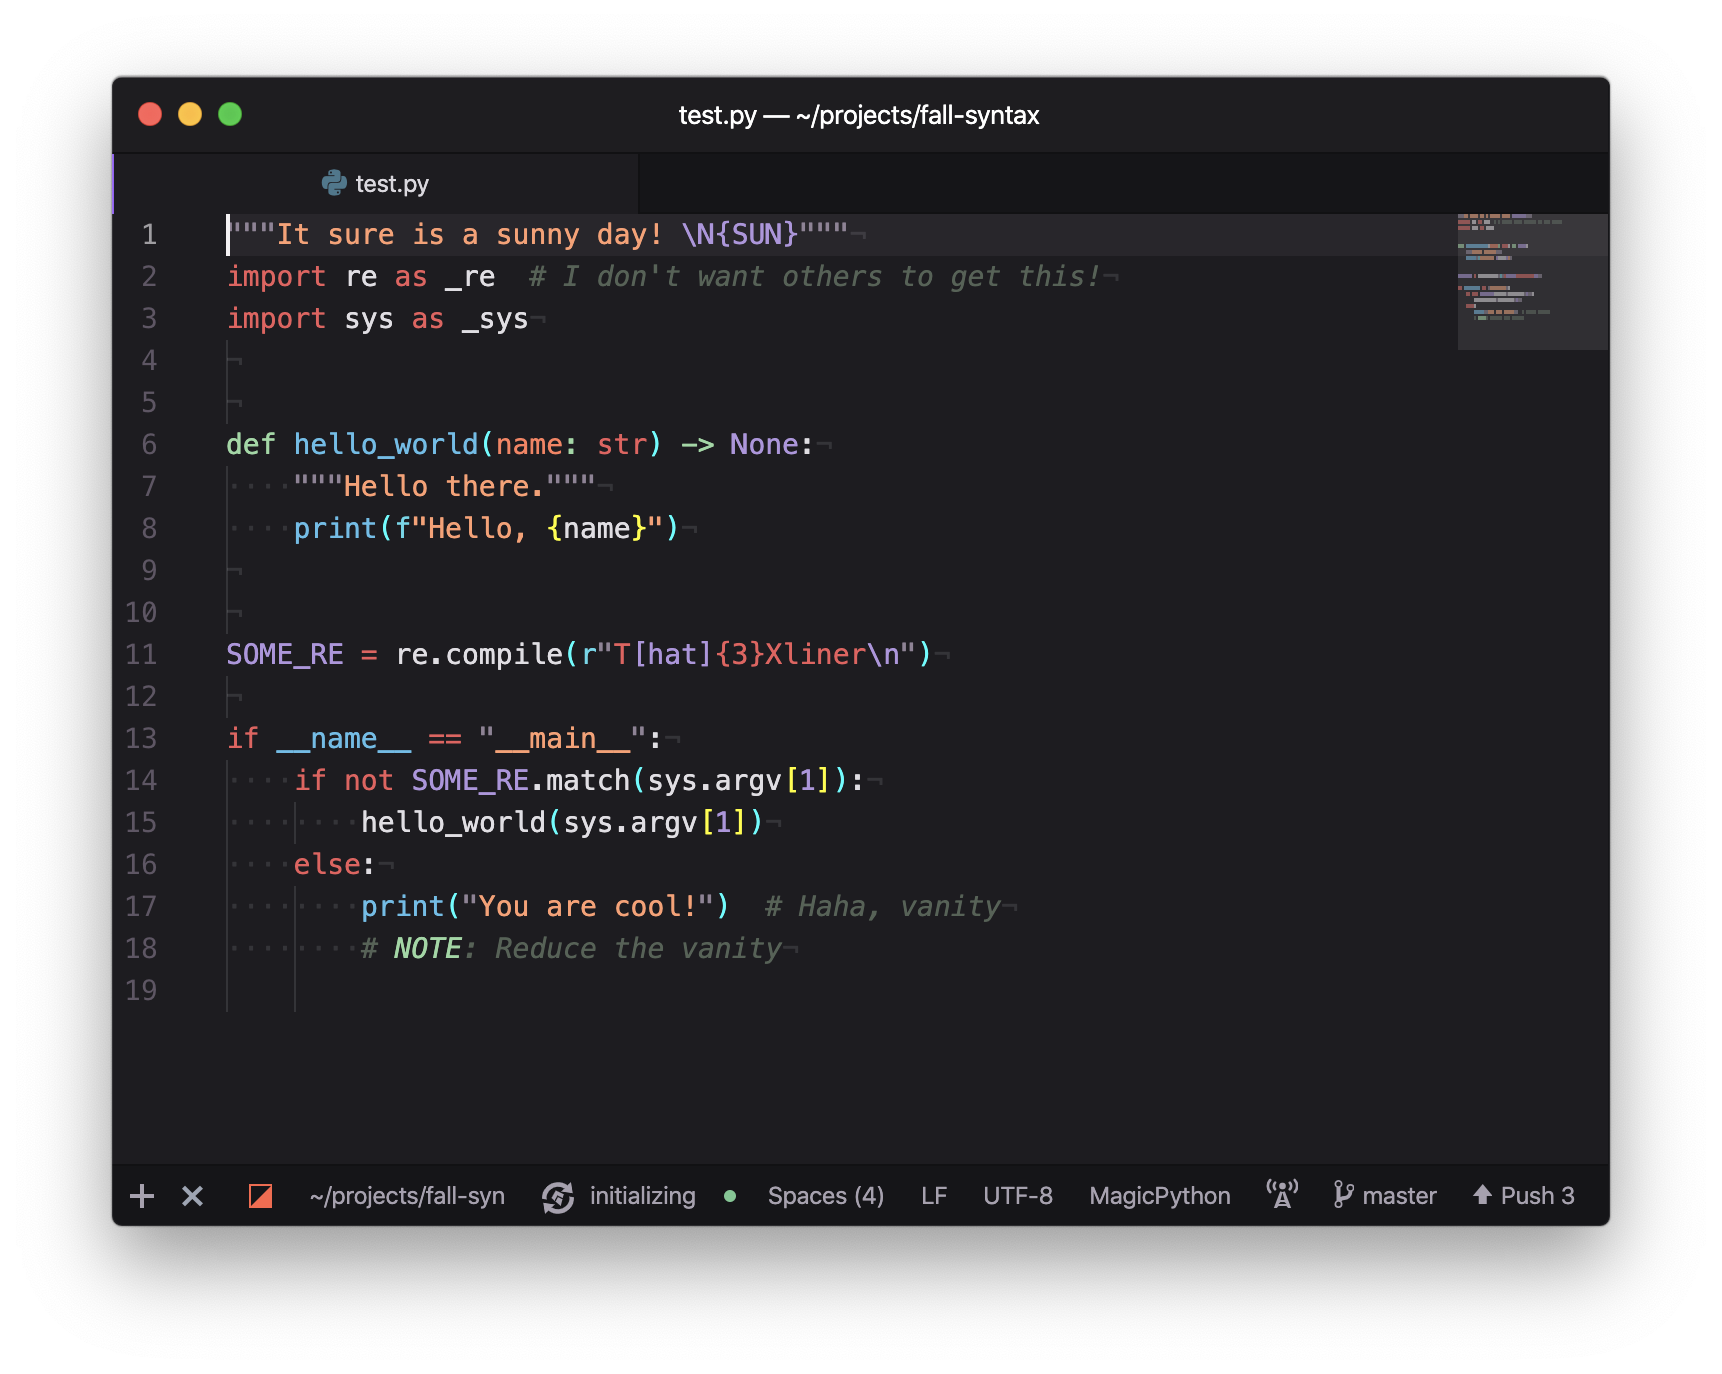 test.py — ~/projects/fall-syntax
test.py
1 """It sure is a sunny day! \N{SUN}"""¬
2 import re as _re  # I don't want others to get this!¬
3 import sys as _sys¬
4 ¬
5 ¬
6 def hello_world(name: str) -> None:¬
7 ····"""Hello there."""¬
8 ····print(f"Hello, {name}")¬
9 ¬
10 ¬
11 SOME_RE = re.compile(r"T[hat]{3}Xliner\n")¬
12 ¬
13 if __name__ == "__main__":¬
14 ····if not SOME_RE.match(sys.argv[1]):¬
15 ········hello_world(sys.argv[1])¬
16 ····else:¬
17 ········print("You are cool!")  # Haha, vanity¬
18 ········# NOTE: Reduce the vanity¬
19
~/projects/fall-syn initializing Spaces (4) LF UTF-8 MagicPython master Push 3